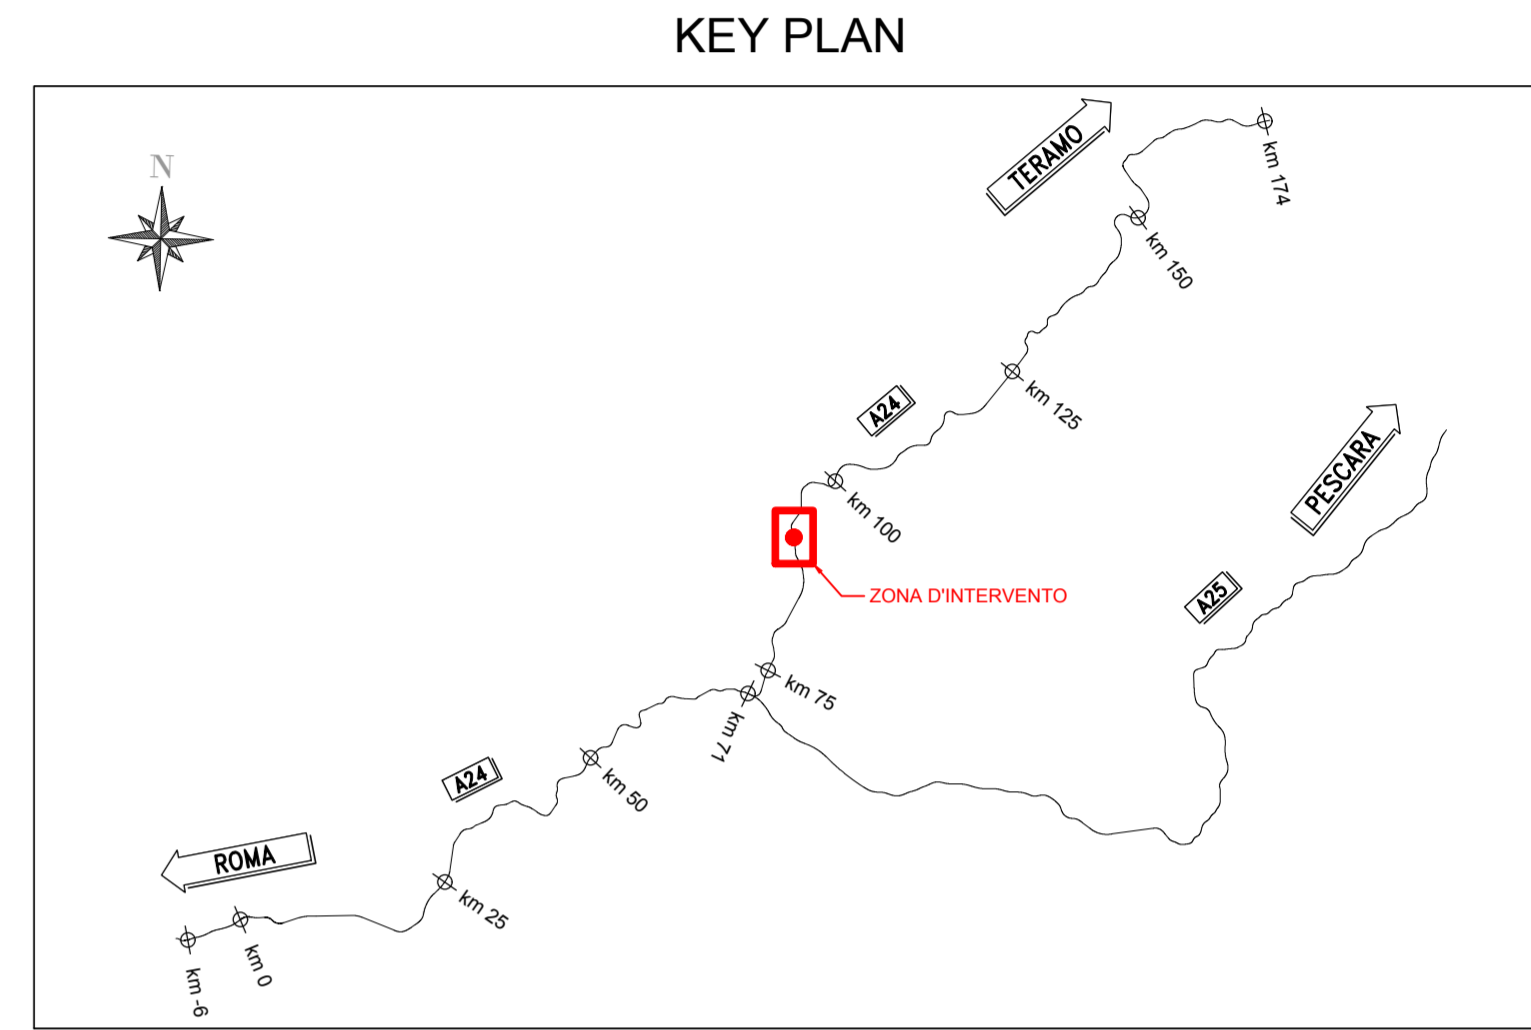 KEY PLAN
N
TERAMO
km 174
km 150
A24
km 125
PESCARA
km 100
ZONA D'INTERVENTO
A25
km 75
km 71
A24
km 50
ROMA
km 25
km 0
km -6